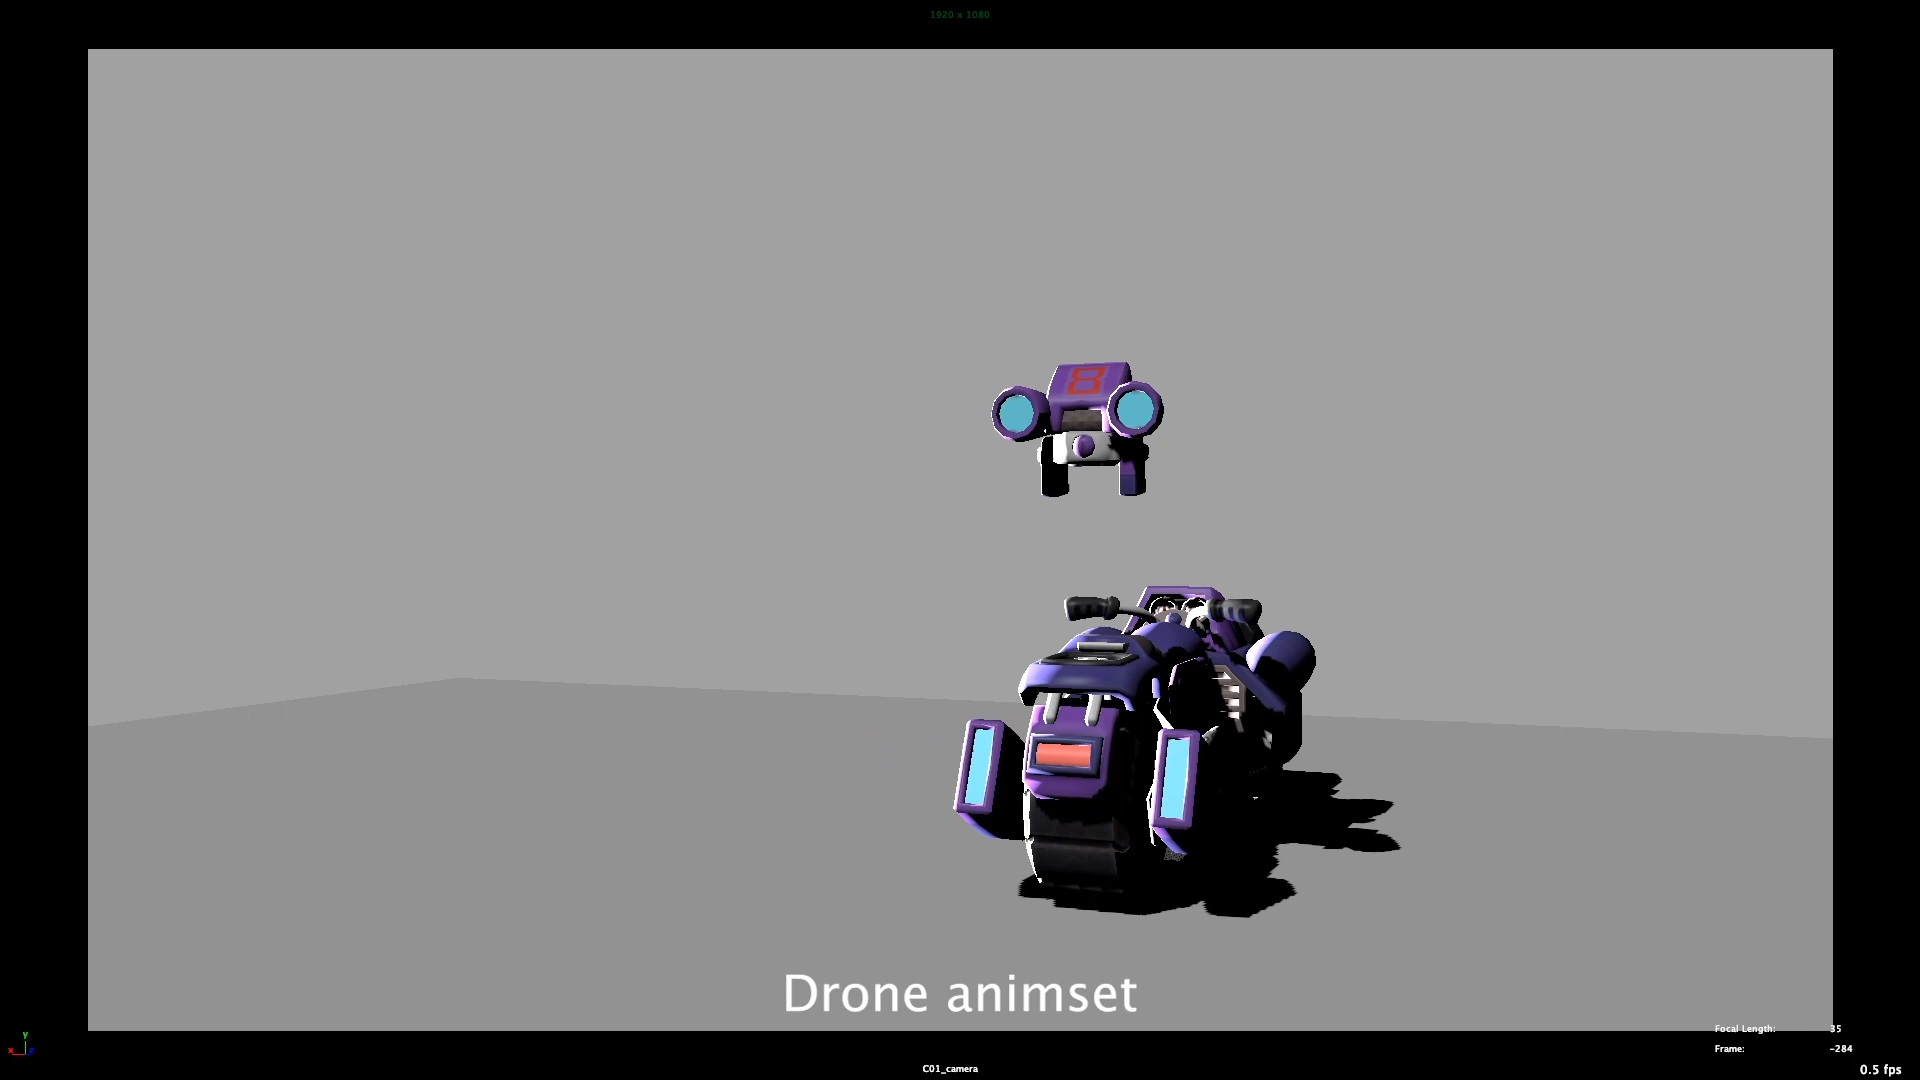 1920 x 1080
8
Drone animset
Focal Length: 35
Frame: -284
C01_camera
0.5 fps
y
x z